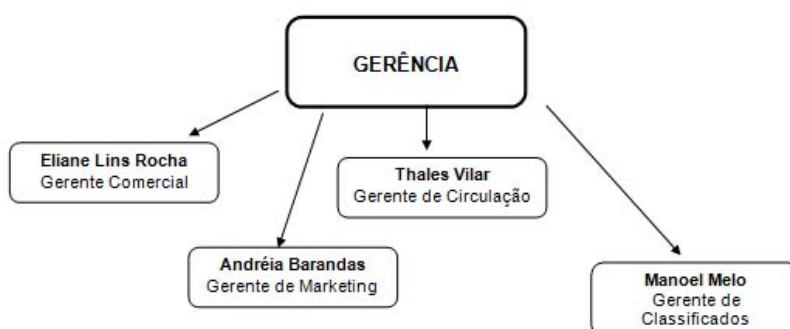 GERÊNCIA
Eliane Lins Rocha
Gerente Comercial
Thales Vilar
Gerente de Circulação
Andréia Barandas
Gerente de Marketing
Manoel Melo
Gerente de
Classificados